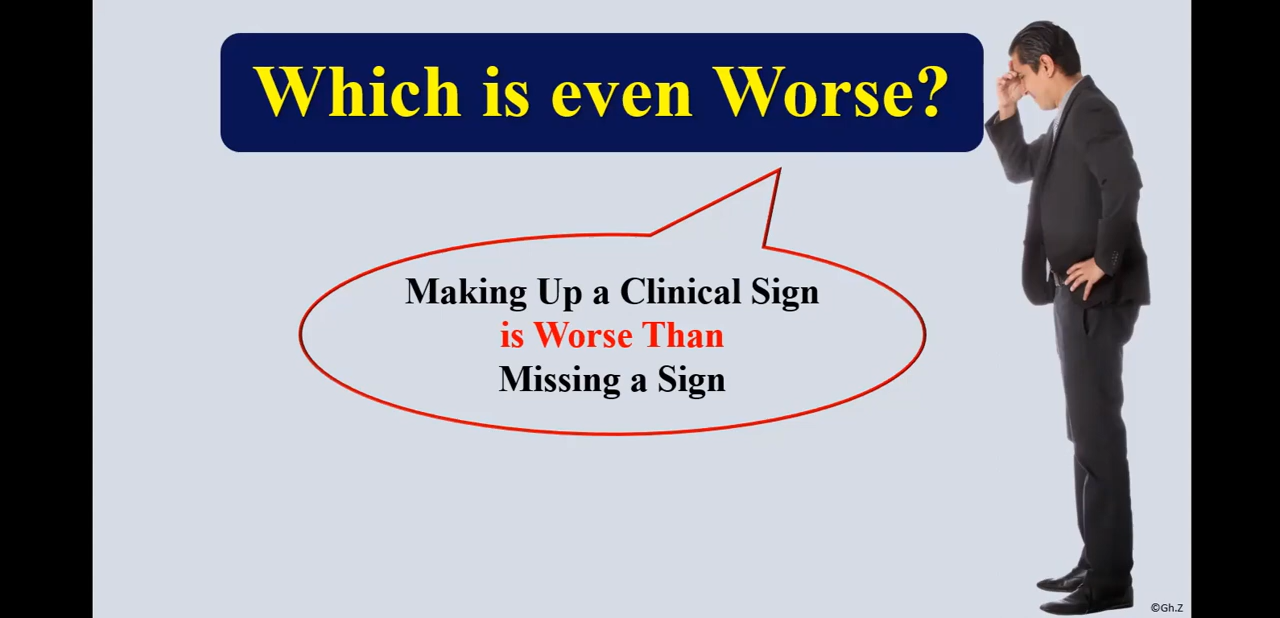 Which is even Worse?
Making Up a Clinical Sign
is Worse Than
Missing a Sign
©Gh.Z